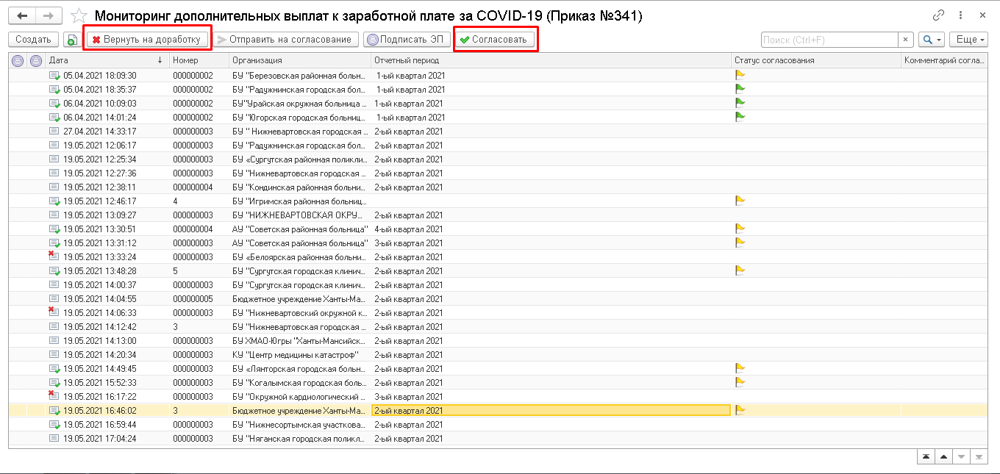 Мониторинг дополнительных выплат к заработной плате за COVID-19 (Приказ №341)
Создать Вернуть на доработку Отправить на согласование Подписать ЭП Согласовать Поиск (Ctrl+F) × Еще
Дата ↓ Номер Организация Отчетный период Статус согласования Комментарий согла...
05.04.2021 18:09:30 000000002 БУ "Березовская районная больн... 1-ый квартал 2021
05.04.2021 18:35:37 000000002 БУ "Радужнинская городская бол... 1-ый квартал 2021
06.04.2021 10:09:03 000000002 БУ"Урайская окружная больница ... 1-ый квартал 2021
06.04.2021 14:01:24 000000002 БУ "Югорская городская больниц... 1-ый квартал 2021
27.04.2021 14:33:17 000000003 БУ " Нижневартовская городская ... 2-ый квартал 2021
19.05.2021 12:06:17 000000003 БУ "Радужнинская городская бол... 2-ый квартал 2021
19.05.2021 12:25:34 000000003 БУ «Сургутская районная поликли... 2-ый квартал 2021
19.05.2021 12:27:36 000000003 БУ "Нижневартовская городская ... 2-ый квартал 2021
19.05.2021 12:38:11 000000004 БУ "Кондинская районная больни... 2-ый квартал 2021
19.05.2021 12:46:17 4 БУ "Игримская районная больниц...
19.05.2021 13:09:27 000000003 БУ "НИЖНЕВАРТОВСКАЯ ОКРУ... 2-ый квартал 2021
19.05.2021 13:30:51 000000004 АУ "Советская районная больница" 4-ый квартал 2021
19.05.2021 13:31:12 000000003 АУ "Советская районная больница" 3-ый квартал 2021
19.05.2021 13:33:24 000000003 БУ «Белоярская районная больни... 2-ый квартал 2021
19.05.2021 13:48:28 5 БУ "Сургутская городская клинич... 2-ый квартал 2021
19.05.2021 14:00:37 000000003 БУ "Сургутская городская клинич... 2-ый квартал 2021
19.05.2021 14:04:55 000000005 Бюджетное учреждение Ханты-Ма... 2-ый квартал 2021
19.05.2021 14:06:33 000000003 БУ "Нижневартовский окружной к... 2-ый квартал 2021
19.05.2021 14:12:42 3 БУ "Нижневартовская городская ... 2-ый квартал 2021
19.05.2021 14:13:00 000000003 БУ ХМАО-Югры "Ханты-Мансийск... 2-ый квартал 2021
19.05.2021 14:20:34 000000003 КУ "Центр медицины катастроф" 2-ый квартал 2021
19.05.2021 14:49:45 000000003 БУ «Лянторская городская больн... 2-ый квартал 2021
19.05.2021 15:52:33 000000003 БУ "Когалымская городская боль... 2-ый квартал 2021
19.05.2021 16:17:22 000000003 БУ "Окружной кардиологический ... 3-ый квартал 2021
19.05.2021 16:46:02 3 Бюджетное учреждение Ханты-Ма... 2-ый квартал 2021
19.05.2021 16:59:44 000000003 БУ "Нижнесортымская участкова... 2-ый квартал 2021
19.05.2021 17:04:24 000000003 БУ "Няганская городская поликл... 2-ый квартал 2021